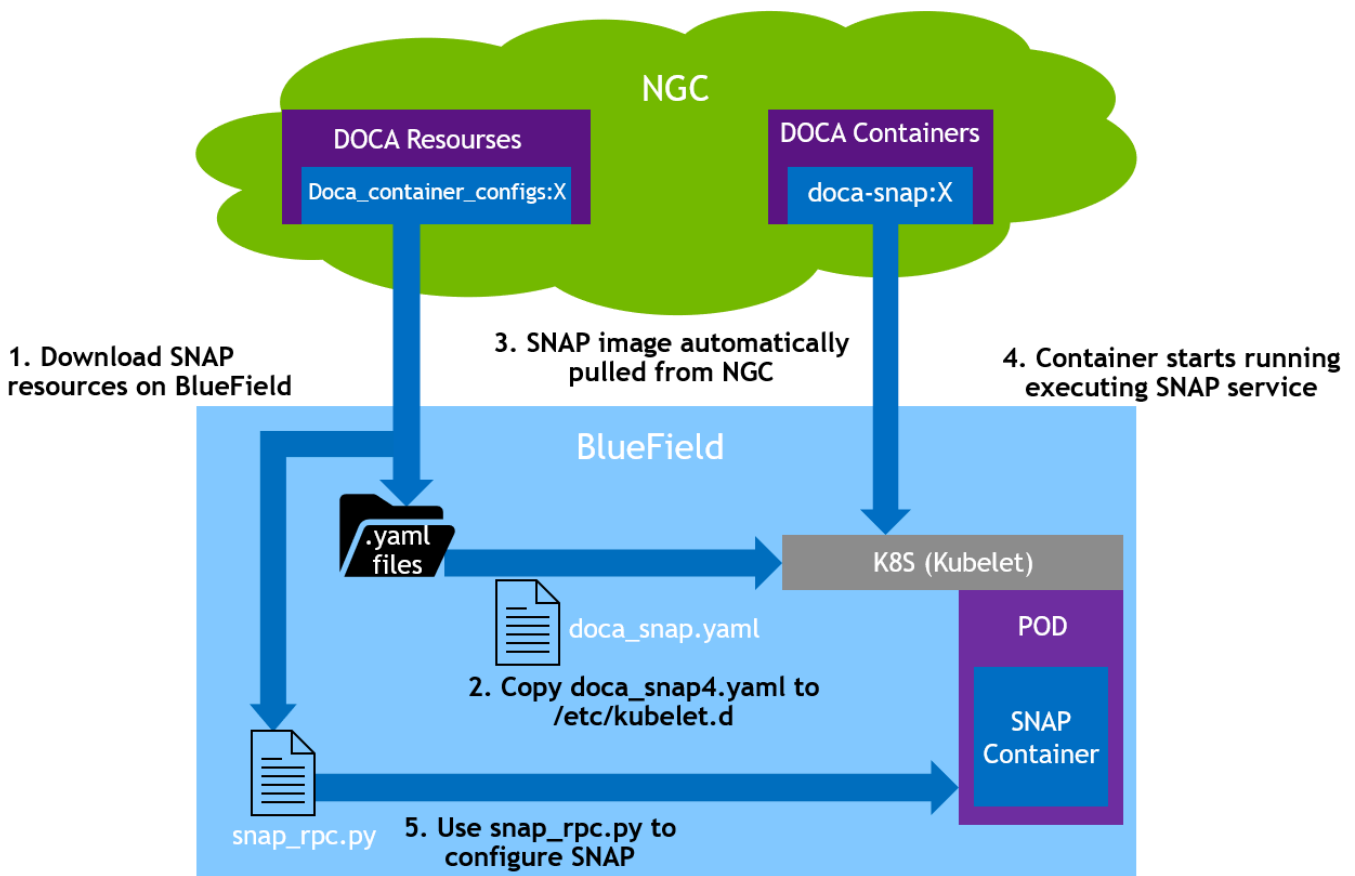 NGC
DOCA Resourses
Doca_container_configs:X
DOCA Containers
doca-snap:X
1. Download SNAP
resources on BlueField
3. SNAP image automatically
pulled from NGC
4. Container starts running
executing SNAP service
BlueField
.yaml
files
K8S (Kubelet)
doca_snap.yaml
2. Copy doca_snap4.yaml to
/etc/kubelet.d
POD
SNAP
Container
snap_rpc.py
5. Use snap_rpc.py to
configure SNAP